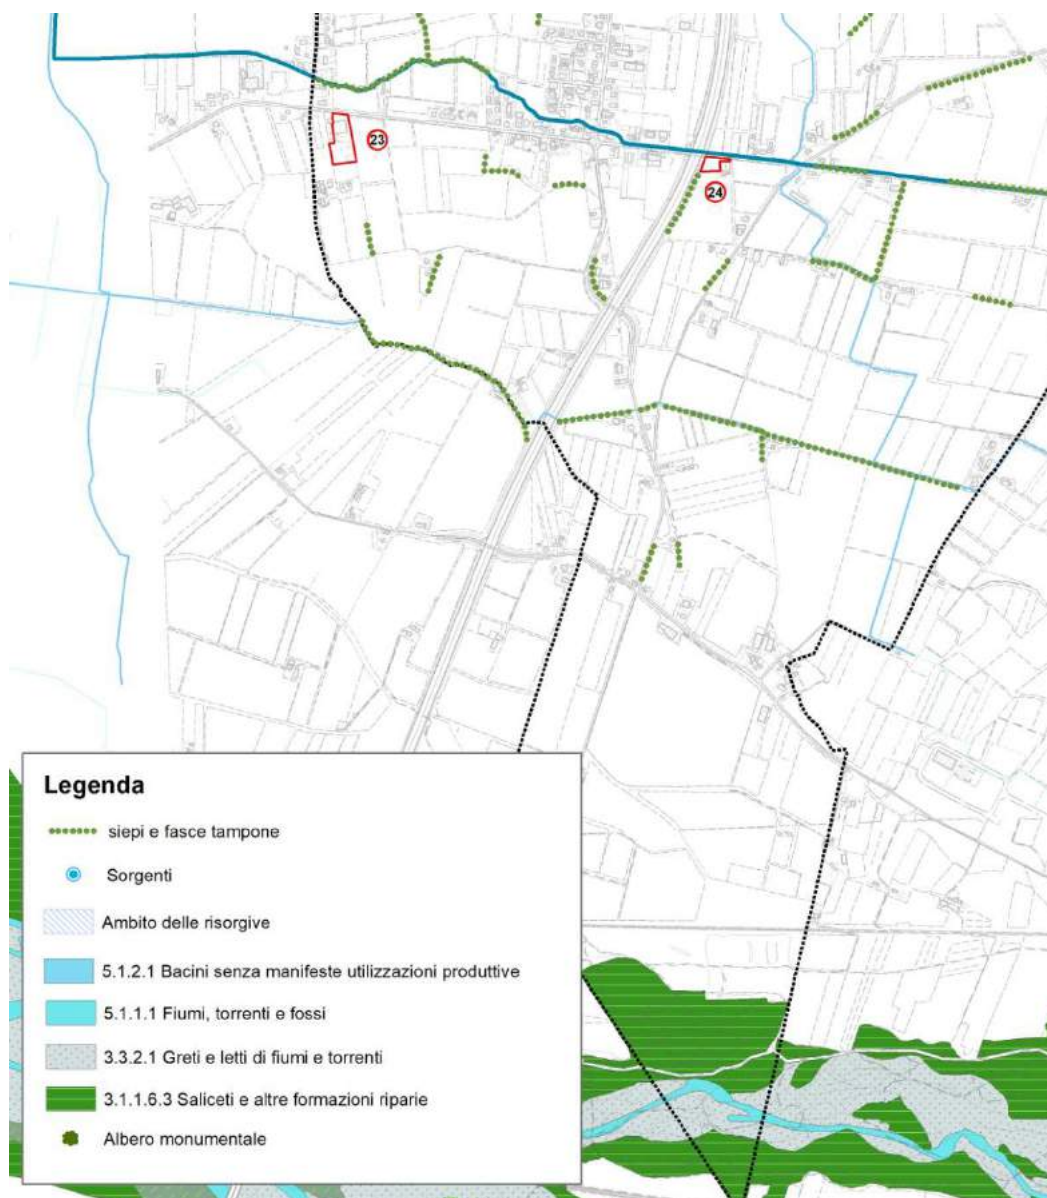 23
24
Legenda
siepi e fasce tampone
Sorgenti
Ambito delle risorgive
5.1.2.1 Bacini senza manifeste utilizzazioni produttive
5.1.1.1 Fiumi, torrenti e fossi
3.3.2.1 Greti e letti di fiumi e torrenti
3.1.1.6.3 Saliceti e altre formazioni riparie
Albero monumentale